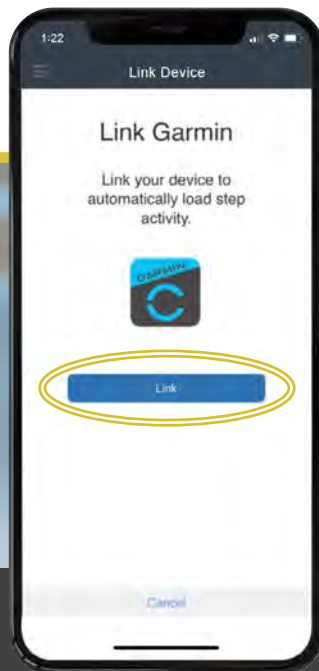 1:22
Link Device
Link Garmin
Link your device to
automatically load step
activity.
GARMIN
Link
Cancel